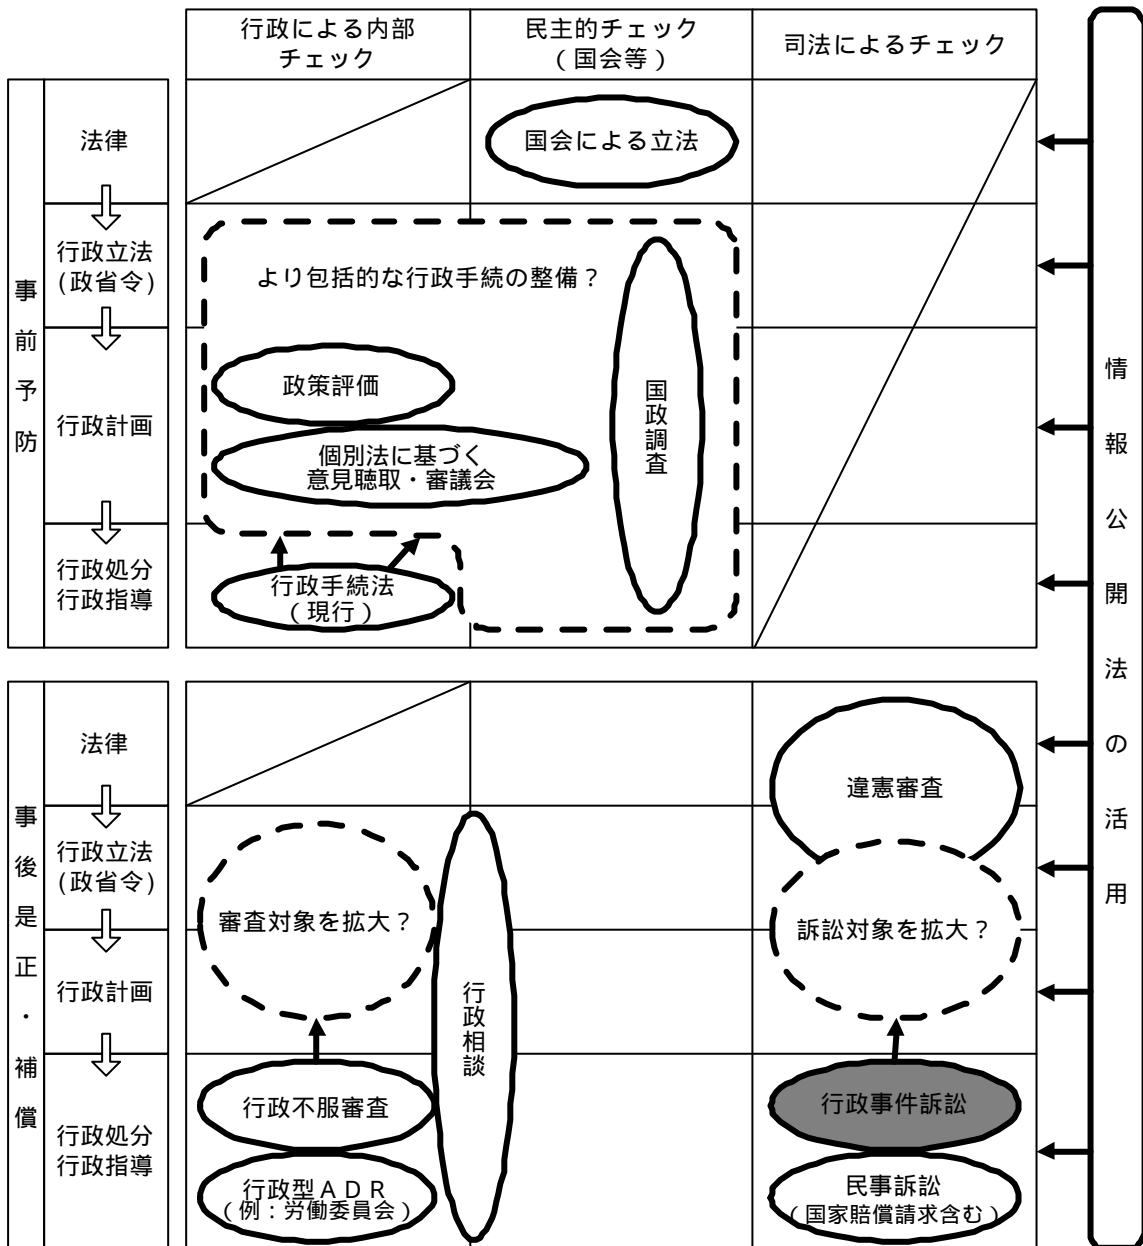 行政による内部
チェック
民主的チェック
(国会等)
司法によるチェック
事前予防
法律
国会による立法
行政立法
(政省令)
より包括的な行政手続の整備?
行政計画
政策評価
個別法に基づく
意見聴取・審議会
国政調査
行政処分
行政指導
行政手続法
(現行)
事後是正・補償
法律
違憲審査
行政立法
(政省令)
審査対象を拡大?
訴訟対象を拡大?
行政計画
行政相談
行政処分
行政指導
行政不服審査
行政事件訴訟
行政型ADR
(例:労働委員会)
民事訴訟
(国家賠償請求含む)
情報公開法の活用